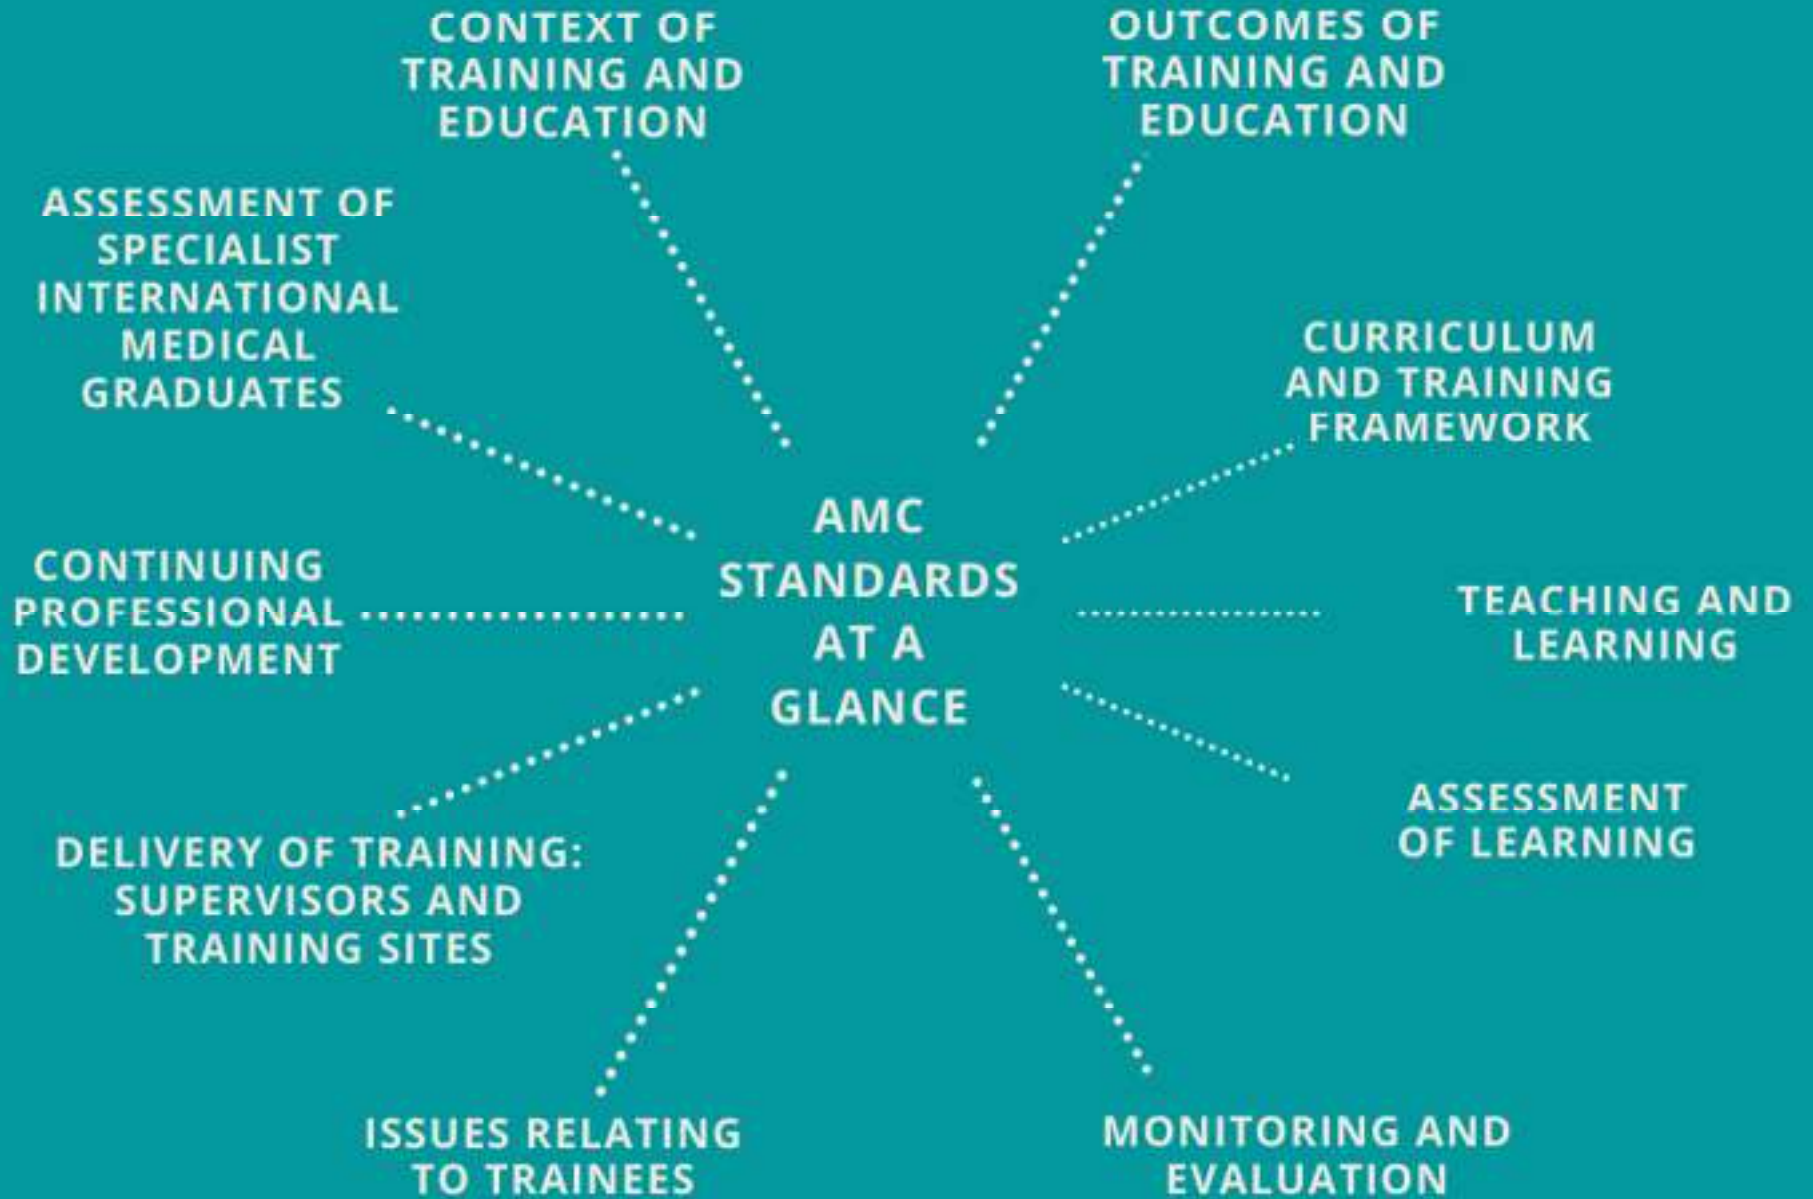 CONTEXT OF
TRAINING AND
EDUCATION
OUTCOMES OF
TRAINING AND
EDUCATION
ASSESSMENT OF
SPECIALIST
INTERNATIONAL
MEDICAL
GRADUATES
CURRICULUM
AND TRAINING
FRAMEWORK
AMC
STANDARDS
AT A
GLANCE
CONTINUING
PROFESSIONAL
DEVELOPMENT
TEACHING AND
LEARNING
ASSESSMENT
OF LEARNING
DELIVERY OF TRAINING:
SUPERVISORS AND
TRAINING SITES
ISSUES RELATING
TO TRAINEES
MONITORING AND
EVALUATION